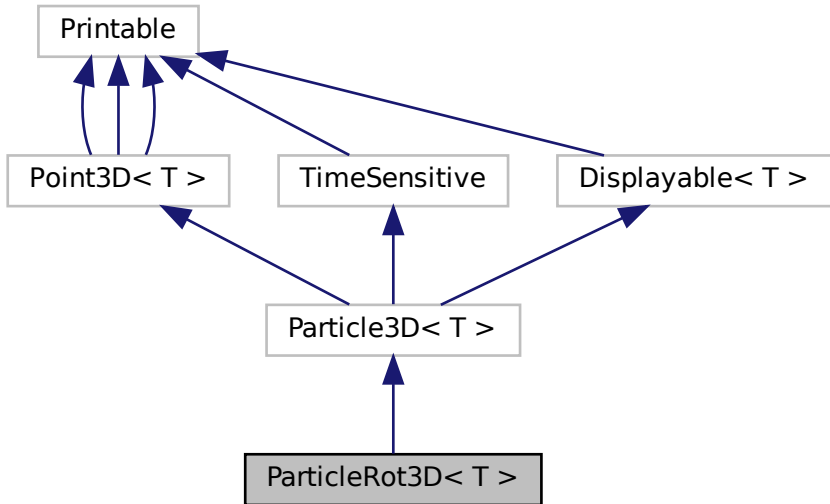 Printable
Point3D< T >
TimeSensitive
Displayable< T >
Particle3D< T >
ParticleRot3D< T >